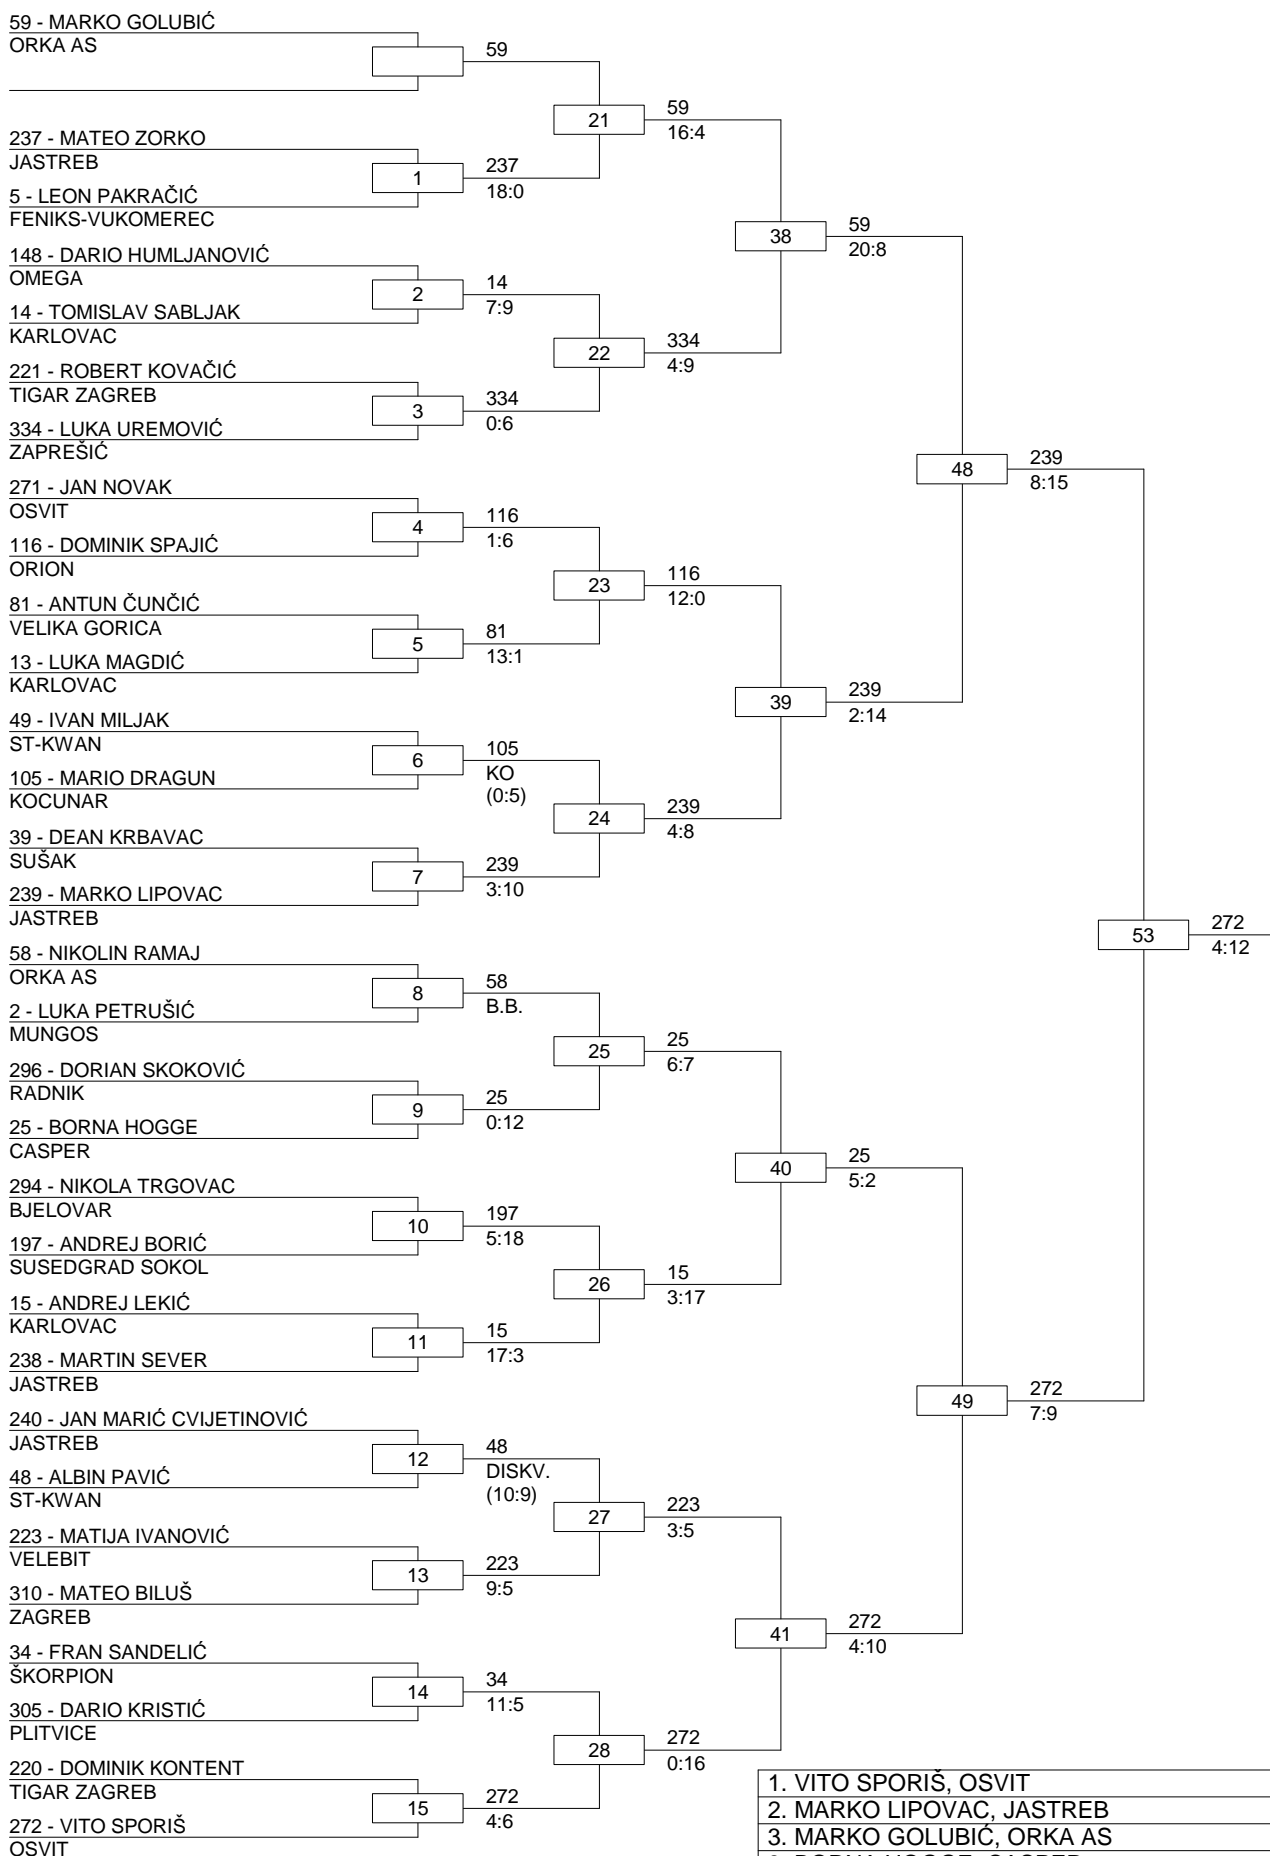 59 - MARKO GOLUBIĆ
ORKA AS
59
237 - MATEO ZORKO
JASTREB
1
237
18:0
5 - LEON PAKRAČIĆ
FENIKS-VUKOMEREC
21
59
16:4
148 - DARIO HUMLJANOVIĆ
OMEGA
2
14
7:9
14 - TOMISLAV SABLJAK
KARLOVAC
38
59
20:8
221 - ROBERT KOVAČIĆ
TIGAR ZAGREB
3
334
0:6
334 - LUKA UREMOVIĆ
ZAPREŠIĆ
22
334
4:9
271 - JAN NOVAK
OSVIT
4
116
1:6
116 - DOMINIK SPAJIĆ
ORION
48
239
8:15
81 - ANTUN ČUNČIĆ
VELIKA GORICA
5
81
13:1
13 - LUKA MAGDIĆ
KARLOVAC
23
116
12:0
49 - IVAN MILJAK
ST-KWAN
6
105
KO
(0:5)
105 - MARIO DRAGUN
KOCUNAR
39
239
2:14
39 - DEAN KRBAVAC
SUŠAK
7
239
3:10
239 - MARKO LIPOVAC
JASTREB
24
239
4:8
58 - NIKOLIN RAMAJ
ORKA AS
8
58
B.B.
2 - LUKA PETRUŠIĆ
MUNGOS
53
272
4:12
296 - DORIAN SKOKOVIĆ
RADNIK
9
25
0:12
25 - BORNA HOGGE
CASPER
25
25
6:7
294 - NIKOLA TRGOVAC
BJELOVAR
10
197
5:18
197 - ANDREJ BORIĆ
SUSEDGRAD SOKOL
40
25
5:2
15 - ANDREJ LEKIĆ
KARLOVAC
11
15
17:3
238 - MARTIN SEVER
JASTREB
26
15
3:17
240 - JAN MARIĆ CVIJETINOVIĆ
JASTREB
12
48
DISKV.
(10:9)
48 - ALBIN PAVIĆ
ST-KWAN
49
272
7:9
223 - MATIJA IVANOVIĆ
VELEBIT
13
223
9:5
310 - MATEO BILUŠ
ZAGREB
27
223
3:5
34 - FRAN SANDELIĆ
ŠKORPION
14
34
11:5
305 - DARIO KRISTIĆ
PLITVICE
41
272
4:10
220 - DOMINIK KONTENT
TIGAR ZAGREB
15
272
4:6
272 - VITO SPORIŠ
OSVIT
28
272
0:16
1. VITO SPORIŠ, OSVIT
2. MARKO LIPOVAC, JASTREB
3. MARKO GOLUBIĆ, ORKA AS
3. BORNA HOGGE, CASPER